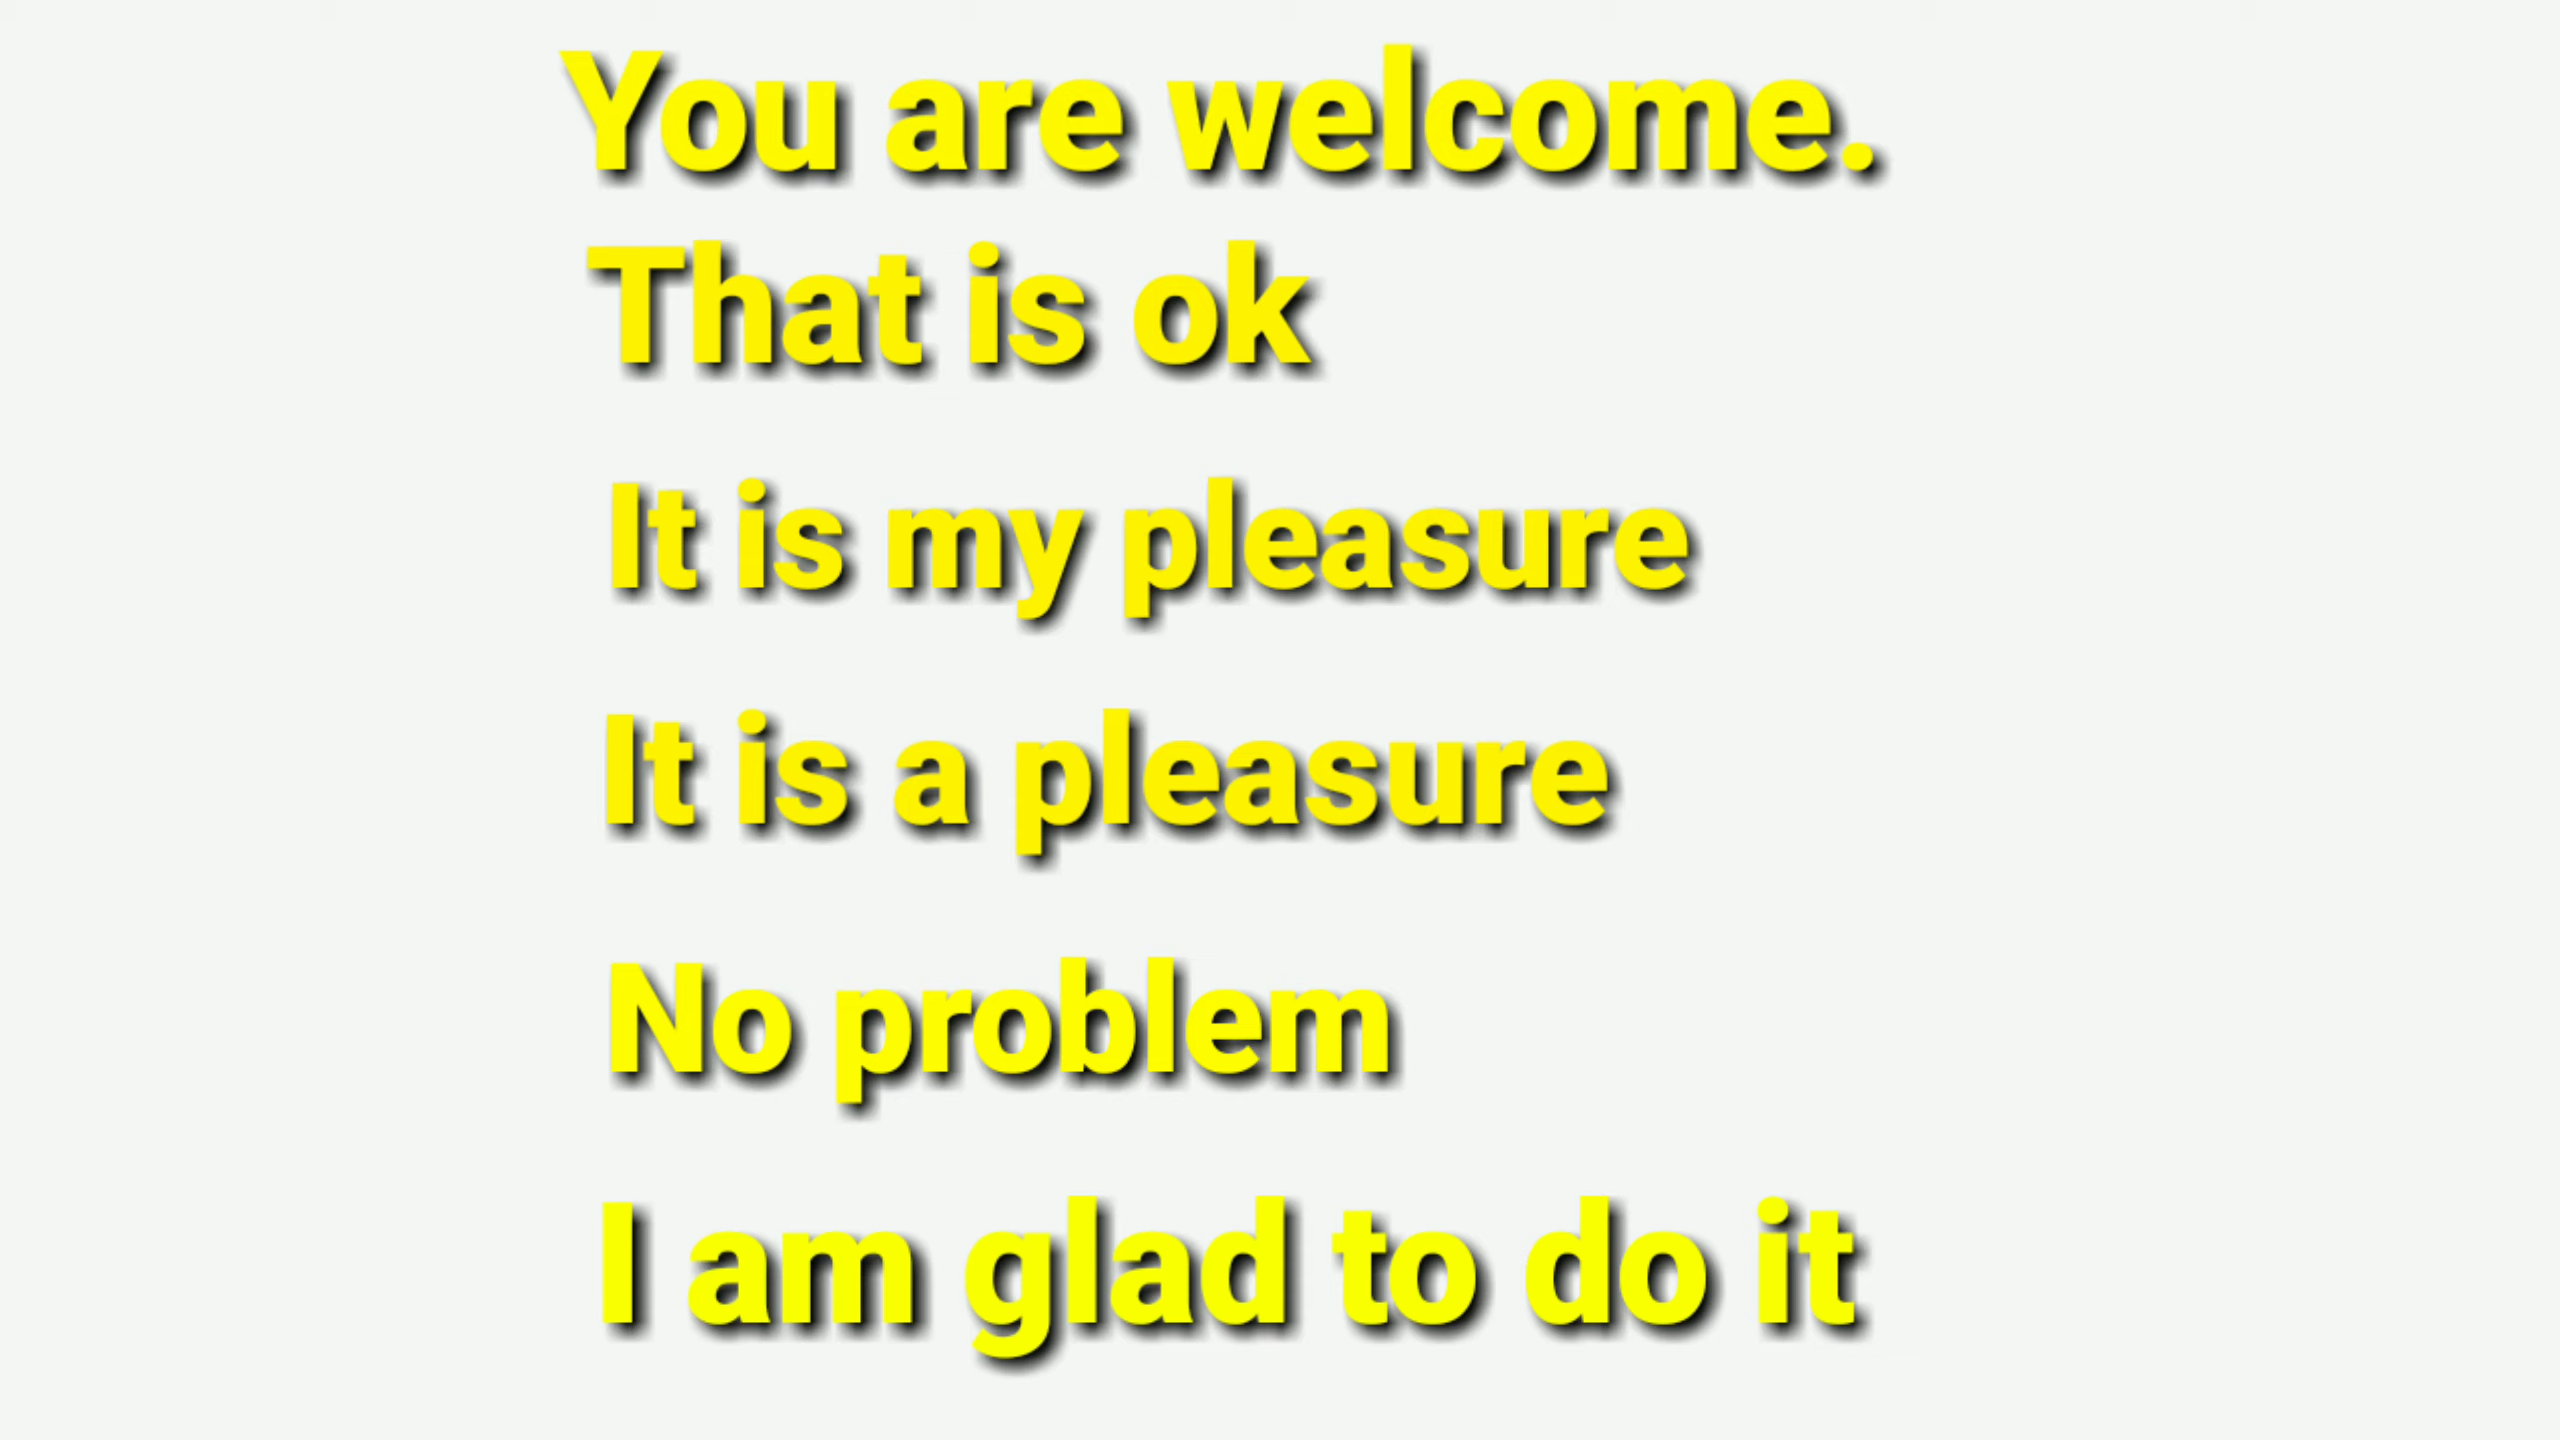 You are welcome.
That is ok
It is my pleasure
It is a pleasure
No problem
I am glad to do it